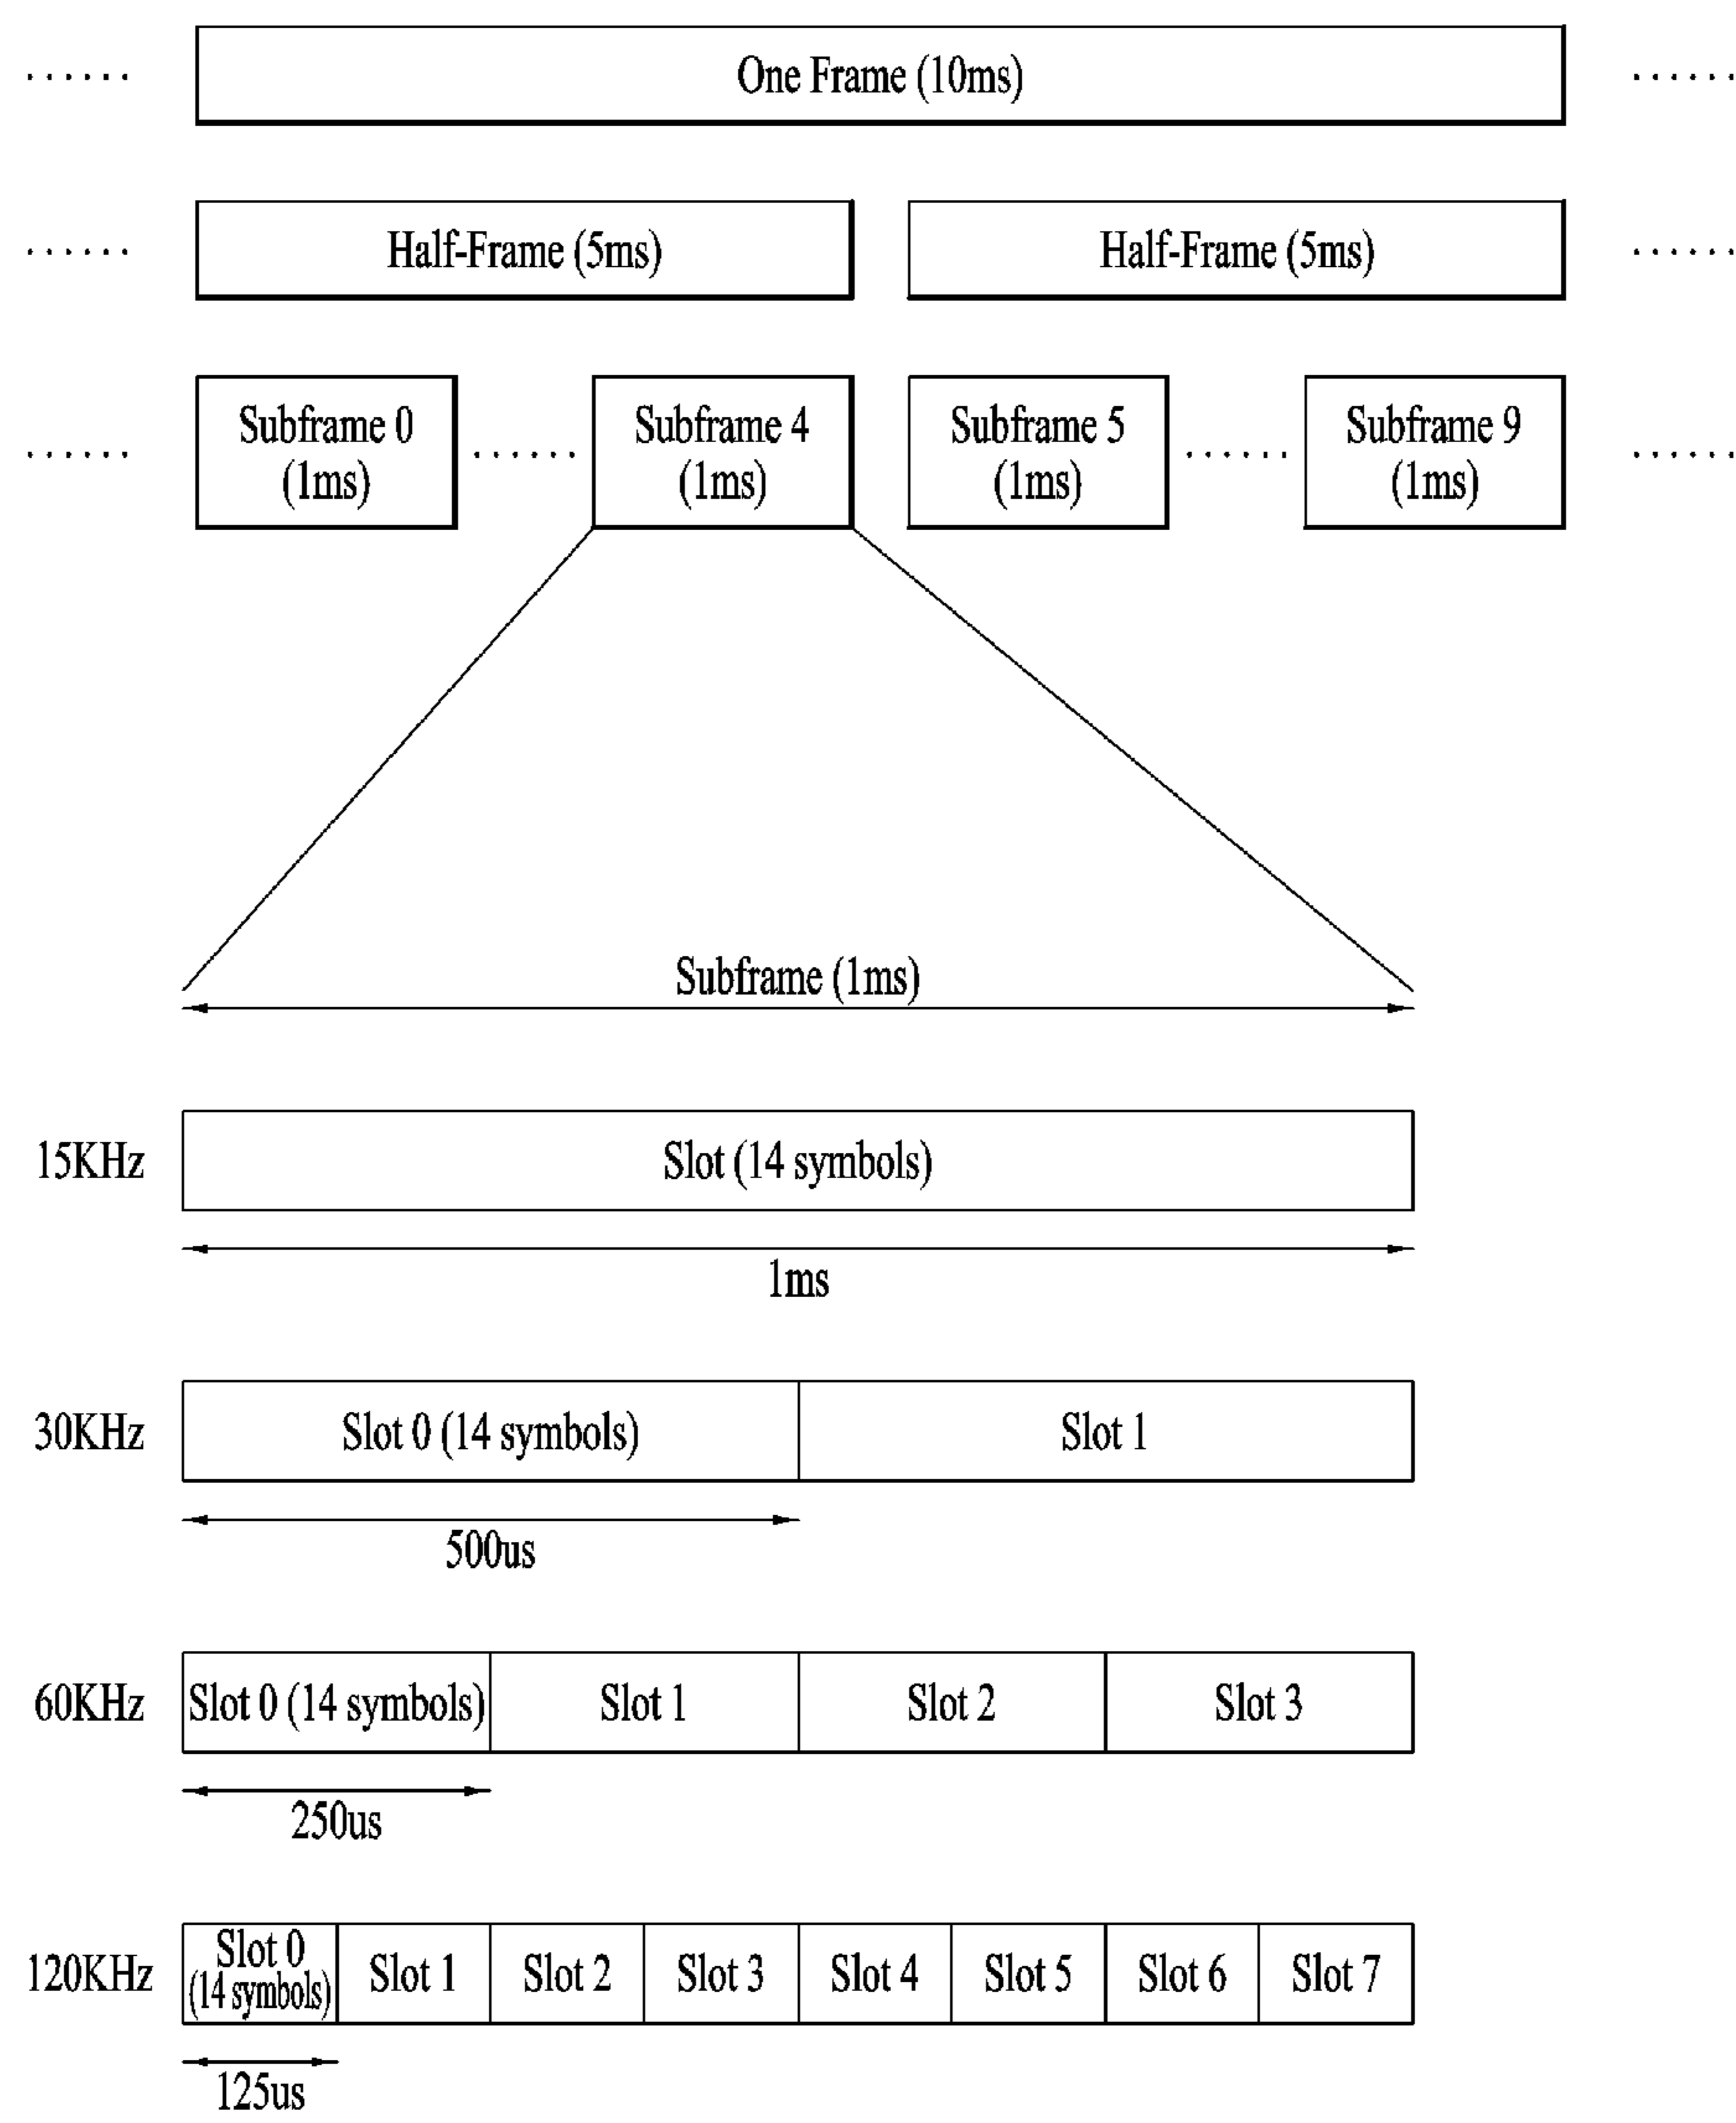 ······ One Frame (10ms) ······
······ Half-Frame (5ms) Half-Frame (5ms) ······
Subframe 0 Subframe 4 Subframe 5 Subframe 9
······ (1ms) ······ (1ms) (1ms) ······ (1ms) ······
Subframe (1ms)
15KHz Slot (14 symbols)
1ms
30KHz Slot 0 (14 symbols) Slot 1
500us
60KHz Slot 0 (14 symbols) Slot 1 Slot 2 Slot 3
250us
120KHz Slot 0 (14 symbols) Slot 1 Slot 2 Slot 3 Slot 4 Slot 5 Slot 6 Slot 7
125us